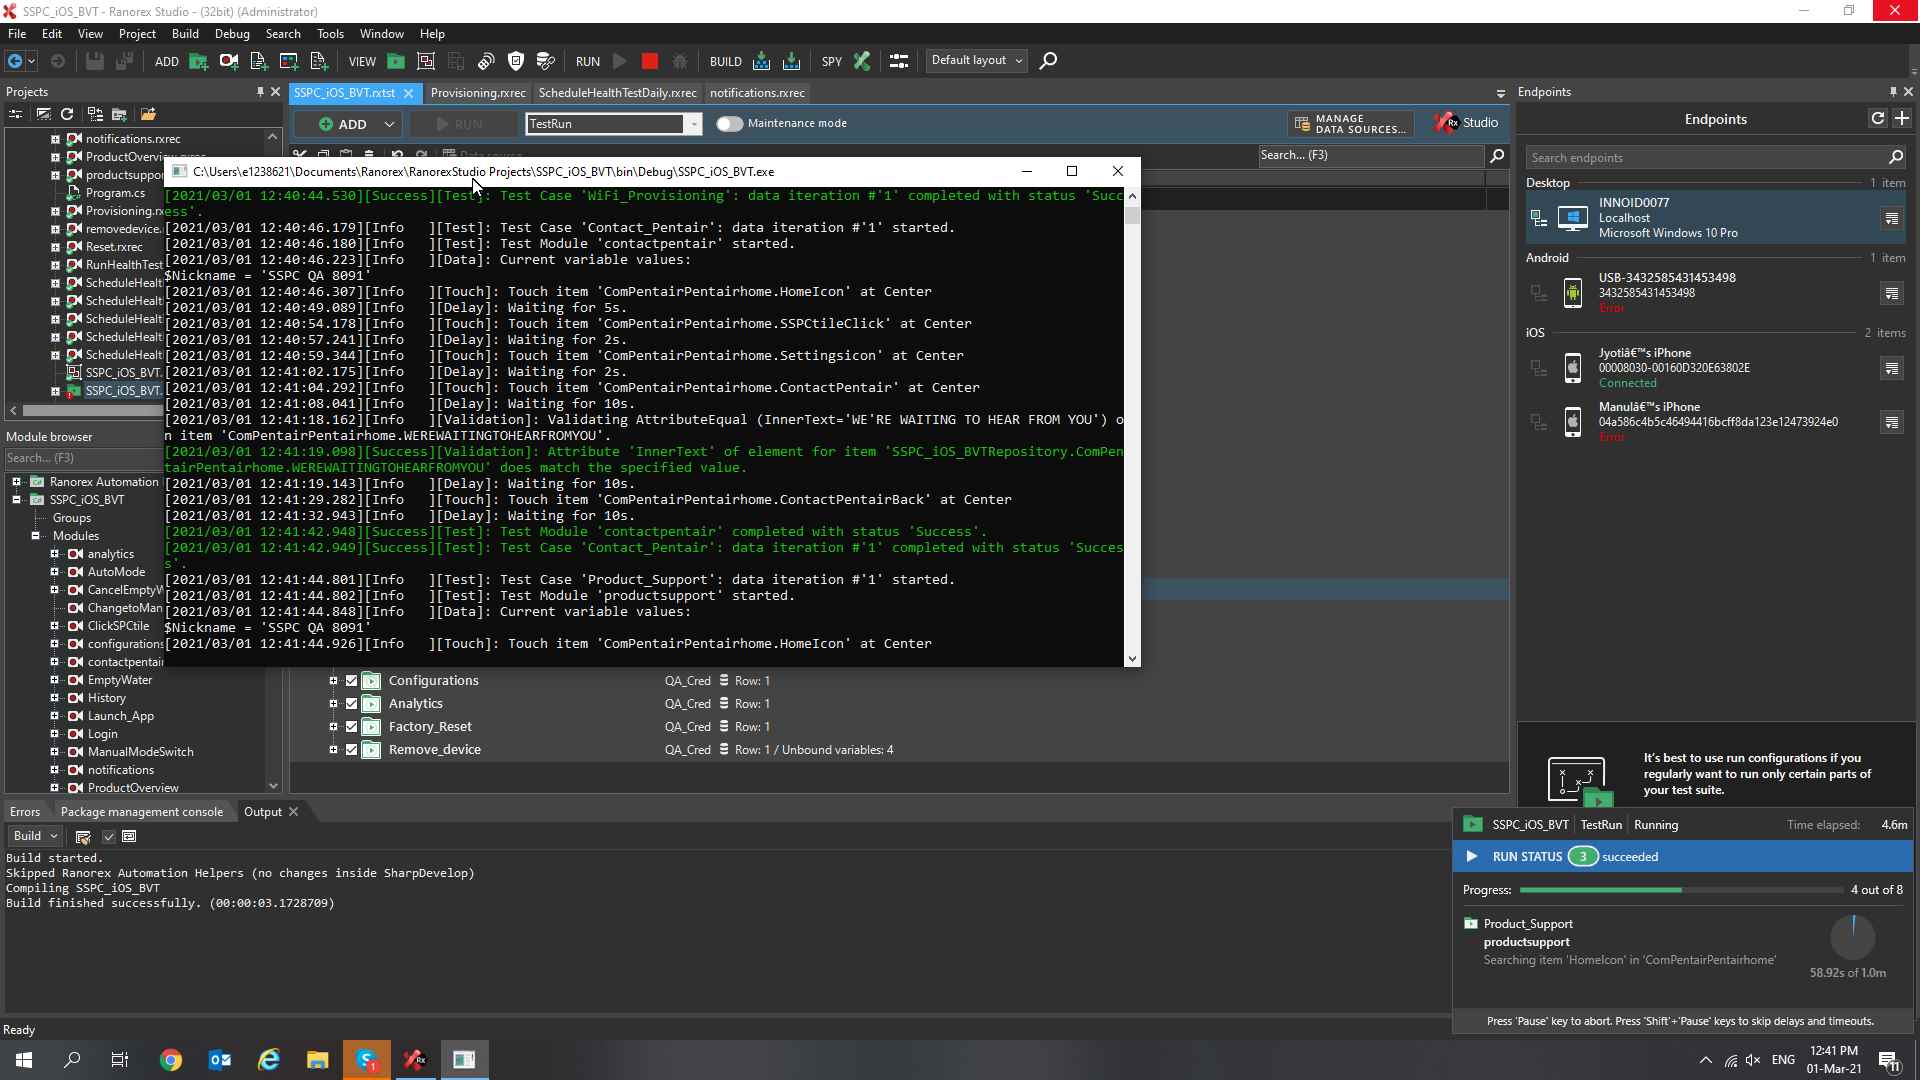 SSPC_iOS_BVT - Ranorex Studio - (32bit) (Administrator)
File Edit View Project Build Debug Search Tools Window Help
ADD VIEW RUN BUILD SPY Default layout
Projects
SSPC_iOS_BVT.rxtst Provisioning.rxrec ScheduleHealthTestDaily.rxrec notifications.rxrec
ADD RUN TestRun Maintenance mode MANAGE DATA SOURCES... Rx Studio
Data source
Search... (F3)
notifications.rxrec
ProductOverview.rxrec
productsuppor
Program.cs
Provisioning.rx
removedevice.
Reset.rxrec
RunHealthTest
ScheduleHealt
ScheduleHealt
ScheduleHealt
ScheduleHealt
ScheduleHealt
SSPC_iOS_BVT.
SSPC_iOS_BVT.
Module browser
Search... (F3)
Ranorex Automation
SSPC_iOS_BVT
Groups
Modules
analytics
AutoMode
CancelEmptyW
ChangetoMan
ClickSPCtile
configurations
contactpentair
EmptyWater
History
Launch_App
Login
ManualModeSwitch
notifications
ProductOverview
C:\Users\e1238621\Documents\Ranorex\RanorexStudio Projects\SSPC_iOS_BVT\bin\Debug\SSPC_iOS_BVT.exe
[2021/03/01 12:40:44.530][Success][Test]: Test Case 'WiFi_Provisioning': data iteration #'1' completed with status 'Succ
ess'.
[2021/03/01 12:40:46.179][Info   ][Test]: Test Case 'Contact_Pentair': data iteration #'1' started.
[2021/03/01 12:40:46.180][Info   ][Test]: Test Module 'contactpentair' started.
[2021/03/01 12:40:46.223][Info   ][Data]: Current variable values:
$Nickname = 'SSPC QA 8091'
[2021/03/01 12:40:46.307][Info   ][Touch]: Touch item 'ComPentairPentairhome.HomeIcon' at Center
[2021/03/01 12:40:49.089][Info   ][Delay]: Waiting for 5s.
[2021/03/01 12:40:54.178][Info   ][Touch]: Touch item 'ComPentairPentairhome.SSPCtileClick' at Center
[2021/03/01 12:40:57.241][Info   ][Delay]: Waiting for 2s.
[2021/03/01 12:40:59.344][Info   ][Touch]: Touch item 'ComPentairPentairhome.Settingsicon' at Center
[2021/03/01 12:41:02.175][Info   ][Delay]: Waiting for 2s.
[2021/03/01 12:41:04.292][Info   ][Touch]: Touch item 'ComPentairPentairhome.ContactPentair' at Center
[2021/03/01 12:41:08.041][Info   ][Delay]: Waiting for 10s.
[2021/03/01 12:41:18.162][Info   ][Validation]: Validating AttributeEqual (InnerText='WE'RE WAITING TO HEAR FROM YOU') o
n item 'ComPentairPentairhome.WEREWAITINGTOHEARFROMYOU'.
[2021/03/01 12:41:19.098][Success][Validation]: Attribute 'InnerText' of element for item 'SSPC_iOS_BVTRepository.ComPen
tairPentairhome.WEREWAITINGTOHEARFROMYOU' does match the specified value.
[2021/03/01 12:41:19.143][Info   ][Delay]: Waiting for 10s.
[2021/03/01 12:41:29.282][Info   ][Touch]: Touch item 'ComPentairPentairhome.ContactPentairBack' at Center
[2021/03/01 12:41:32.943][Info   ][Delay]: Waiting for 10s.
[2021/03/01 12:41:42.948][Success][Test]: Test Module 'contactpentair' completed with status 'Success'.
[2021/03/01 12:41:42.949][Success][Test]: Test Case 'Contact_Pentair': data iteration #'1' completed with status 'Succes
s'.
[2021/03/01 12:41:44.801][Info   ][Test]: Test Case 'Product_Support': data iteration #'1' started.
[2021/03/01 12:41:44.802][Info   ][Test]: Test Module 'productsupport' started.
[2021/03/01 12:41:44.848][Info   ][Data]: Current variable values:
$Nickname = 'SSPC QA 8091'
[2021/03/01 12:41:44.926][Info   ][Touch]: Touch item 'ComPentairPentairhome.HomeIcon' at Center
Configurations QA_Cred Row: 1
Analytics QA_Cred Row: 1
Factory_Reset QA_Cred Row: 1
Remove_device QA_Cred Row: 1 / Unbound variables: 4
Endpoints
Endpoints
Search endpoints
Desktop 1 item
INNOID0077
Localhost
Microsoft Windows 10 Pro
Android 1 item
USB-3432585431453498
3432585431453498
Error
iOS 2 items
Jyotiâ€™s iPhone
00008030-00160D320E63802E
Connected
Manulâ€™s iPhone
04a586c4b5c46494416bcff8da123e12473924e0
Error
It's best to use run configurations if you
regularly want to run only certain parts of
your test suite.
SSPC_iOS_BVT TestRun Running Time elapsed: 4.6m
RUN STATUS 3 succeeded
Progress: 4 out of 8
Product_Support
productsupport
Searching item 'HomeIcon' in 'ComPentairPentairhome'
58.92s of 1.0m
Press 'Pause' key to abort. Press 'Shift'+'Pause' keys to skip delays and timeouts.
Errors Package management console Output
Build
Build started.
Skipped Ranorex Automation Helpers (no changes inside SharpDevelop)
Compiling SSPC_iOS_BVT
Build finished successfully. (00:00:03.1728709)
Ready
ENG
12:41 PM
01-Mar-21
11